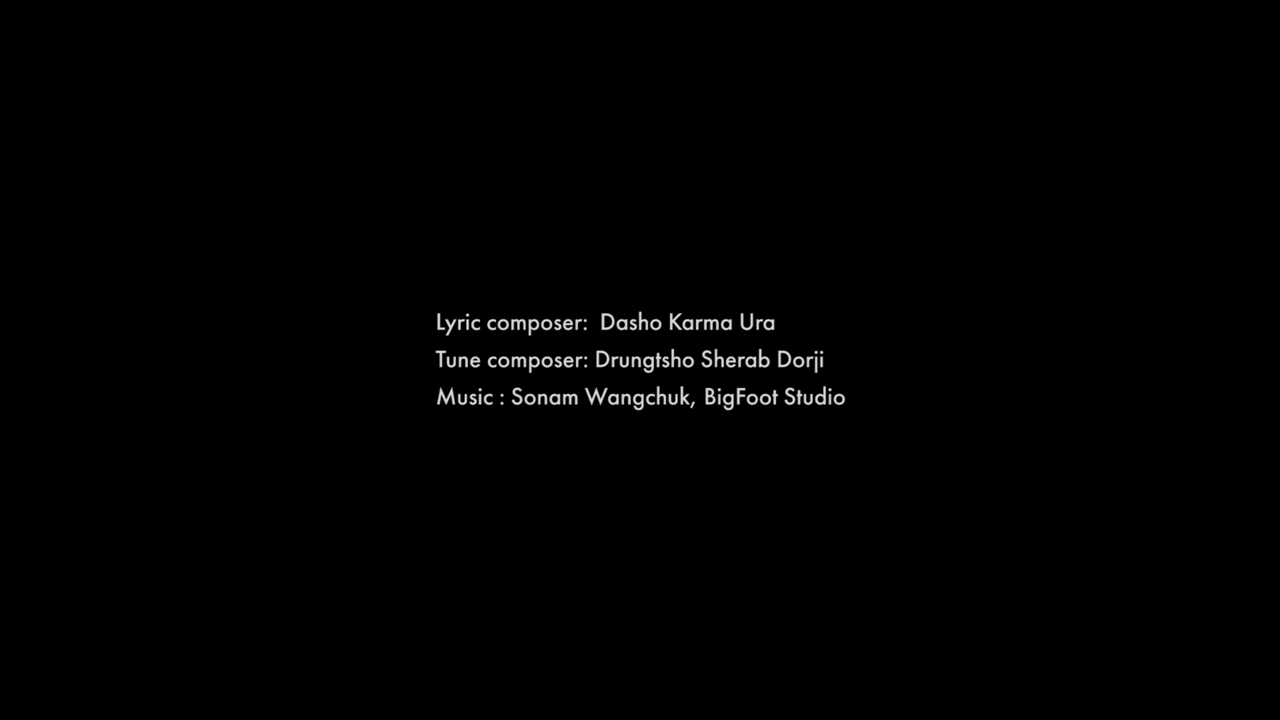 Lyric composer:  Dasho Karma Ura
Tune composer: Drungtsho Sherab Dorji
Music : Sonam Wangchuk, BigFoot Studio